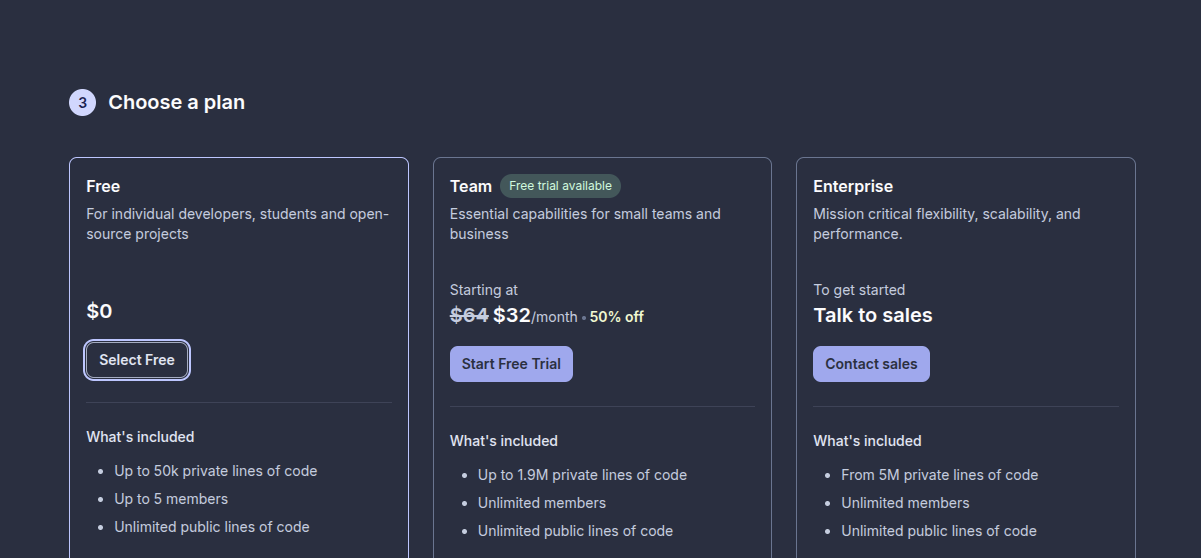 3 Choose a plan
Free
For individual developers, students and open-
source projects
$0
Select Free
What's included
Up to 50k private lines of code
Up to 5 members
Unlimited public lines of code
Team Free trial available
Essential capabilities for small teams and
business
Starting at
$64 $32/month • 50% off
Start Free Trial
What's included
Up to 1.9M private lines of code
Unlimited members
Unlimited public lines of code
Enterprise
Mission critical flexibility, scalability, and
performance.
To get started
Talk to sales
Contact sales
What's included
From 5M private lines of code
Unlimited members
Unlimited public lines of code